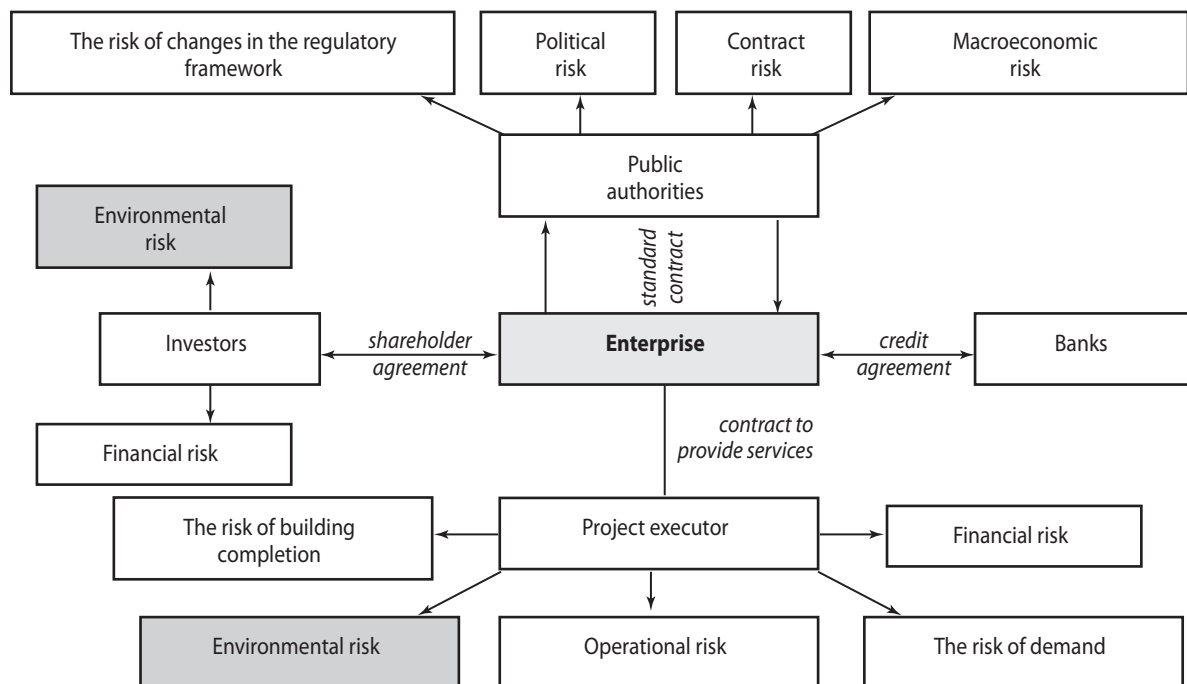 The risk of changes in the regulatory
framework
Political
risk
Contract
risk
Macroeconomic
risk
Public
authorities
Environmental
risk
standard
contract
Investors
shareholder
agreement
Enterprise
credit
agreement
Banks
contract to
provide services
Financial risk
The risk of building
completion
Project executor
Financial risk
Environmental risk
Operational risk
The risk of demand